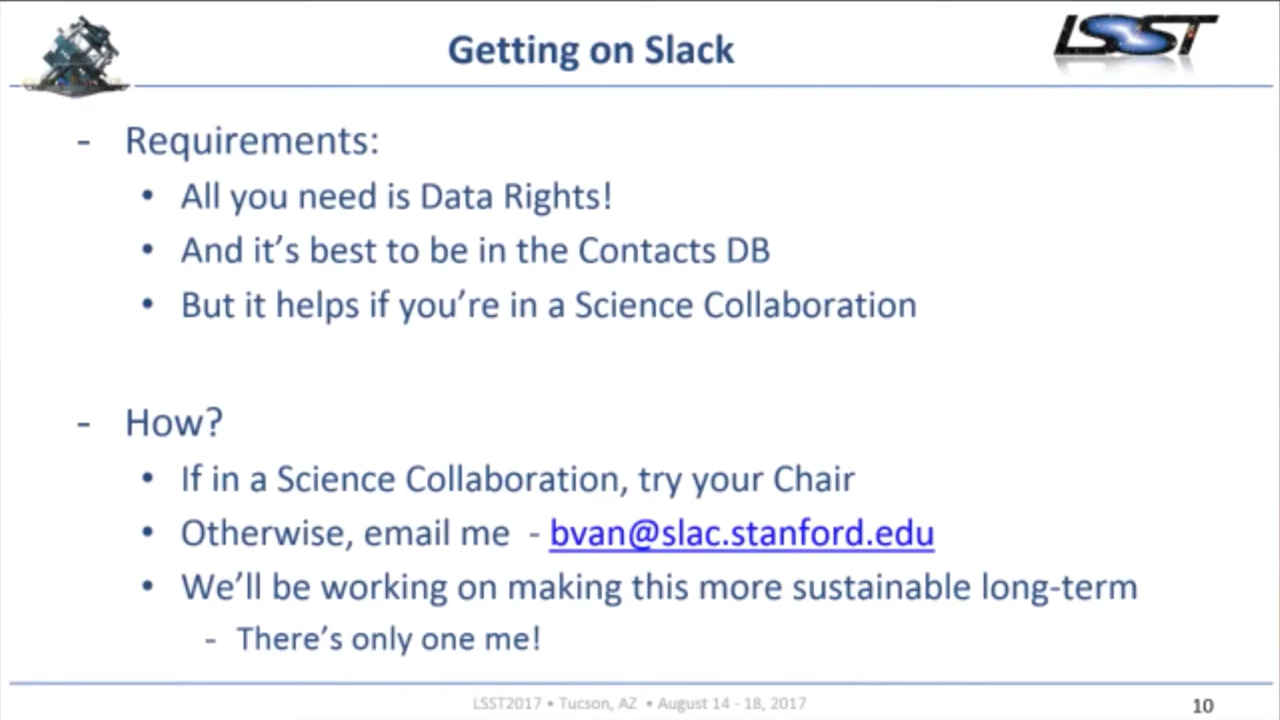 Getting on Slack
LSST
- Requirements:
• All you need is Data Rights!
• And it's best to be in the Contacts DB
• But it helps if you're in a Science Collaboration
- How?
• If in a Science Collaboration, try your Chair
• Otherwise, email me - bvan@slac.stanford.edu
• We'll be working on making this more sustainable long-term
- There's only one me!
LSST2017 • Tucson, AZ • August 14 - 18, 2017
10